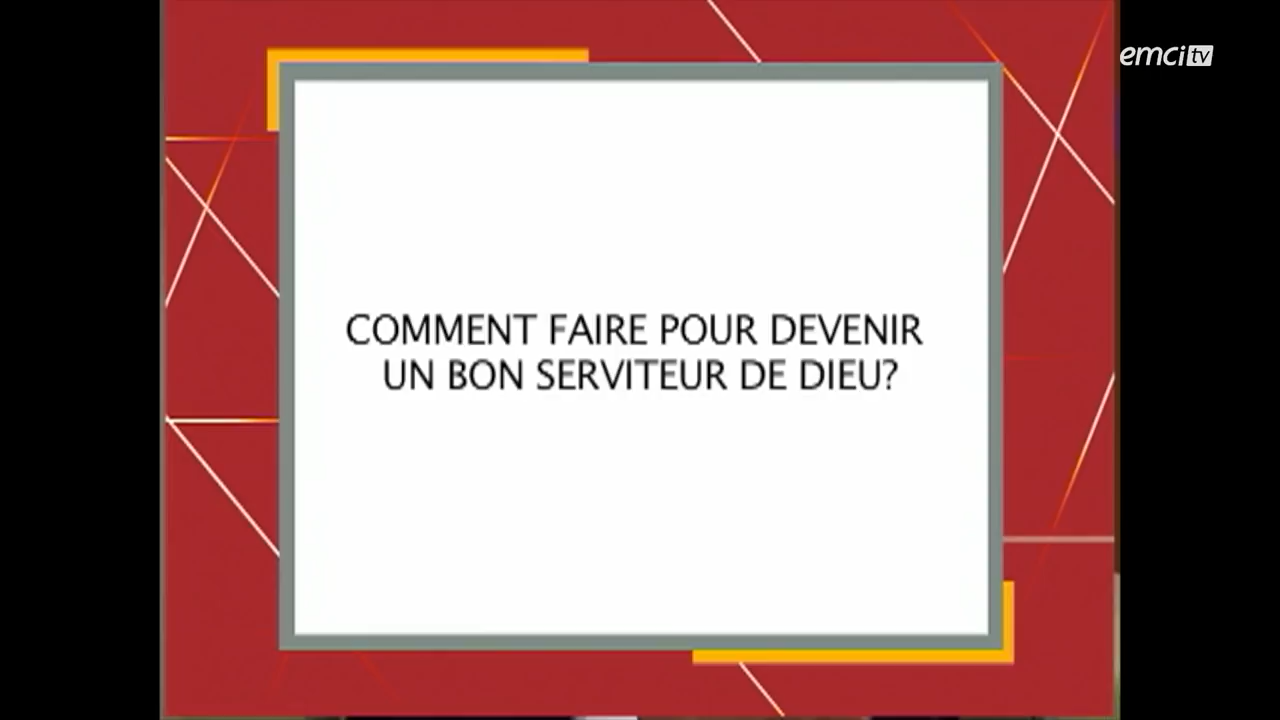 emci tv
COMMENT FAIRE POUR DEVENIR
UN BON SERVITEUR DE DIEU?